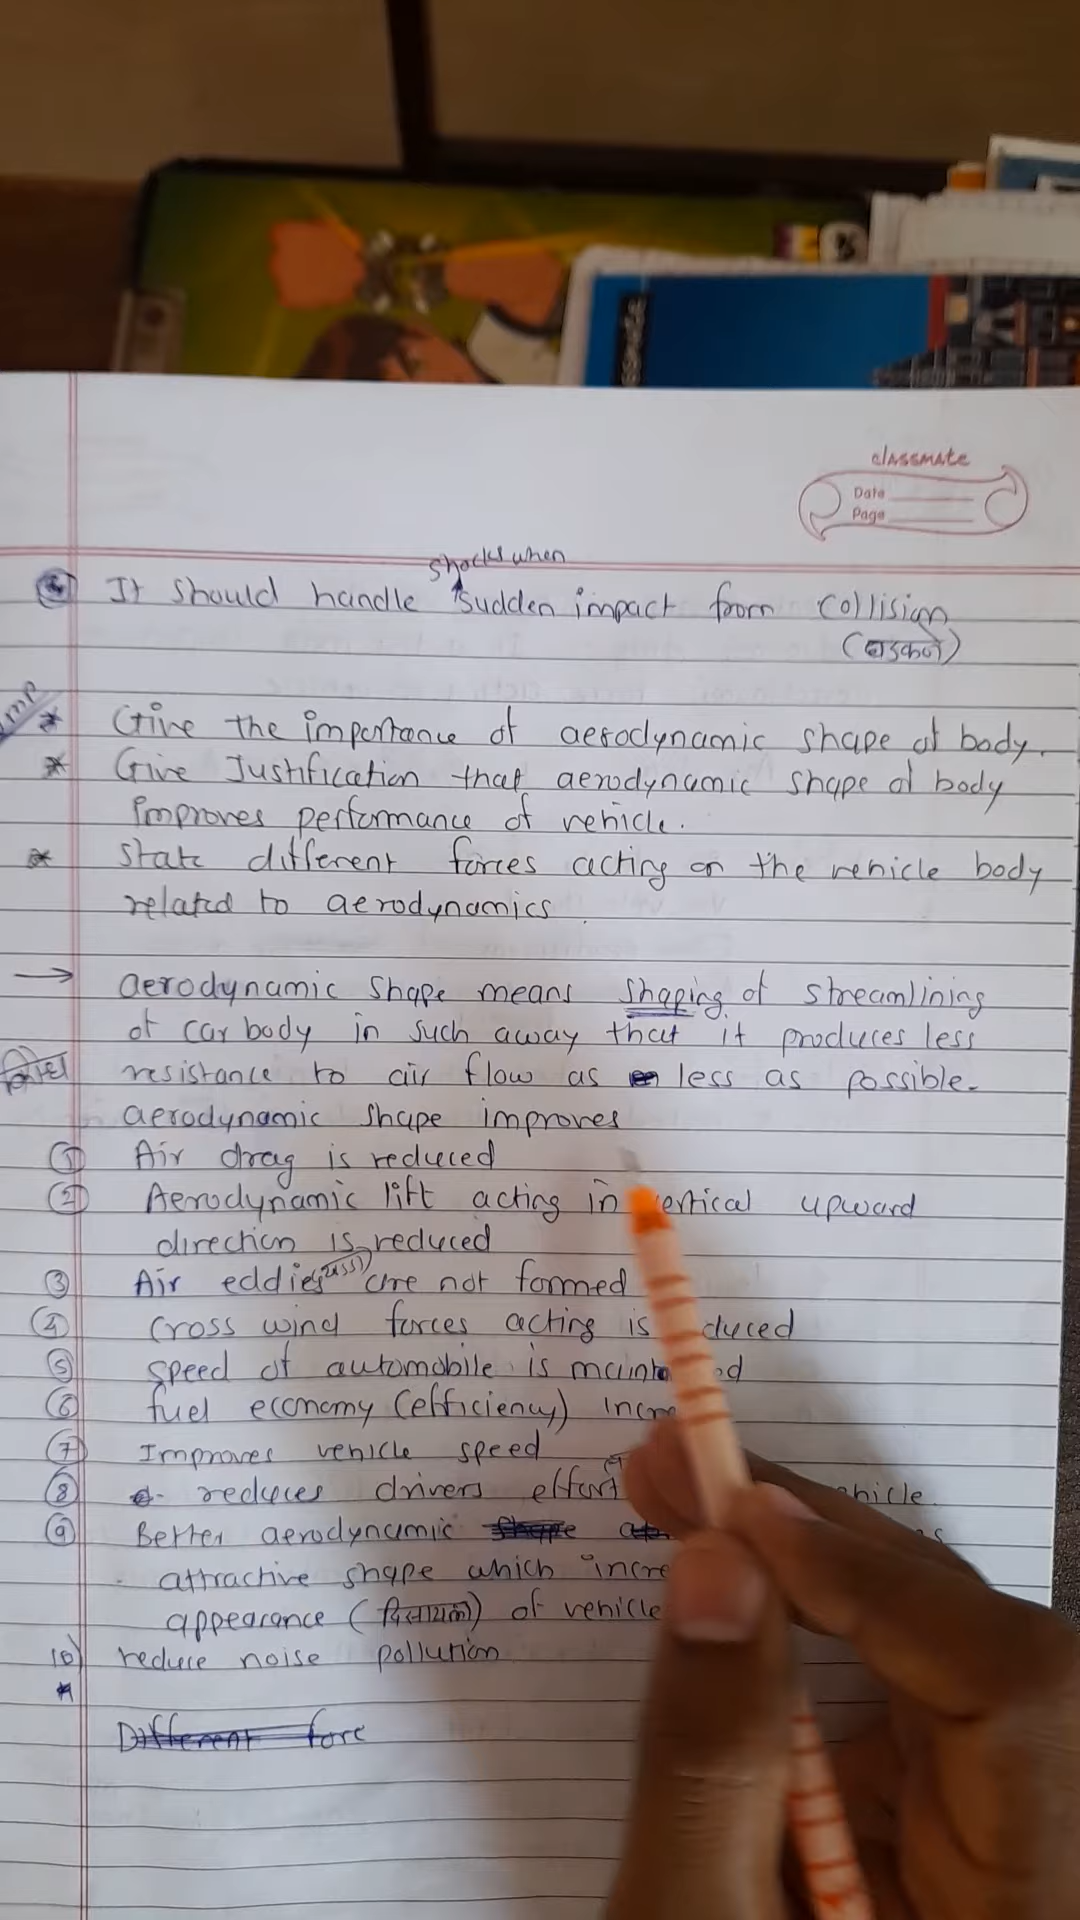 classmate
Date
Page
shocks when
It should handle sudden impact from collision
(धडकने)
Imp
* Give the importance of aerodynamic shape of body.
* Give Justification that aerodynamic shape of body
improves performance of vehicle.
* State different forces acting on the vehicle body
related to aerodynamics.
→ aerodynamic shape means shaping of streamlining
of car body in such away that it produces less
resistance to air flow as less as possible.
aerodynamic shape improves
① Air drag is reduced
② Aerodynamic lift acting in vertical upward
direction is reduced
③ Air eddies are not formed
④ cross wind forces acting is
⑤ speed of automobile is
⑥ fuel economy (efficiency)
⑦ Improves vehicle speed
⑧ reduces drivers effort
⑨ Better aerodynamic
attractive shape which
appearance of vehicle
10) reduce noise pollution
*
Different forc